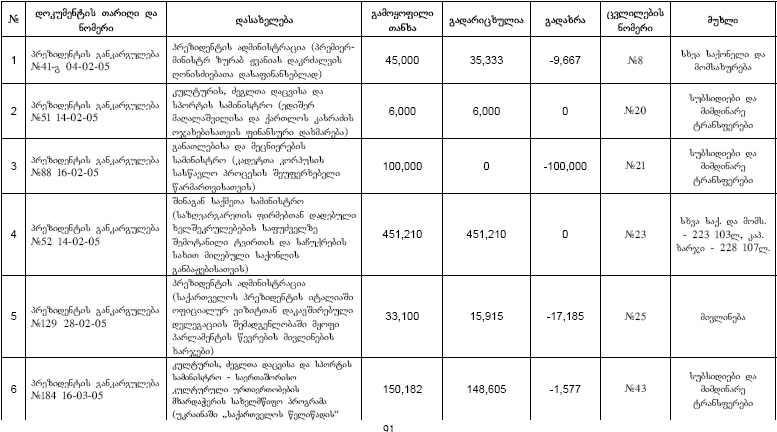 № დოკუმენტის თარიღი და ნომერი დასახელება გამოყოფილი თანხა გადარიცხულია გადახრა ცვლილების ნომერი მუხლი
1 პრეზიდენტის განკარგულება №41-გ 04-02-05
პრეზიდენტის ადმინისტრაცია (პრემიერ-
მინისტრ ზურაბ ჟვანიას დაკრძალვის
ღონისძიებათა დასაფინანსებლად)
45,000 35,333 -9,667 №8
სხვა საქონელი და
მომსახურება
2 პრეზიდენტის განკარგულება №51 14-02-05
კულტურის, ძეგლთა დაცვისა და
სპორტის სამინისტრო (ედიშერ
მაღალაშვილისა და ქართლოს კასრაძის
ოჯახებისათვის ფინანსური დახმარება)
6,000 6,000 0 №20
სუბსიდიები და
მიმდინარე
ტრანსფერები
3 პრეზიდენტის განკარგულება №88 16-02-05
განათლებისა და მეცნიერების
სამინისტრო (კადეტთა კორპუსის
სასწავლო პროცესის შეუფერხებელი
წარმართვისათვის)
100,000 0 -100,000 №21
სუბსიდიები და
მიმდინარე
ტრანსფერები
4 პრეზიდენტის განკარგულება №52 14-02-05
შინაგან საქმეთა სამინისტრო
(საზღვარგარეთის ფირმებთან დადებული
ხელშეკრულებების საფუძველზე
შემოტანილი ტვირთის და საჩუქრების
სახით მიღებული საქონლის
განბაჟებისათვის)
451,210 451,210 0 №23
სხვა საქ. და მომს.
- 223 103ლ, კაპ.
ხარჯი - 228 107ლ.
5 პრეზიდენტის განკარგულება №129 28-02-05
პრეზიდენტის ადმინისტრაცია
(საქართველოს პრეზიდენტის იტალიაში
ოფიციალურ ვიზიტთან დაკავშირებული
დელეგაციის შემადგენლობაში მყოფი
პარლამენტის წევრების მივლინების
ხარჯები)
33,100 15,915 -17,185 №25 მივლინება
6 პრეზიდენტის განკარგულება №184 16-03-05
კულტურის, ძეგლთა დაცვისა და სპორტის
სამინისტრო - საერთაშორისო
კულტურული ურთიერთობების
მხარდაჭერის სახელმწიფო პროგრამა
(უკრაინაში „საქართველოს წელიწადის“
150,182 148,605 -1,577 №43
სუბსიდიები და
მიმდინარე
ტრანსფერები
91